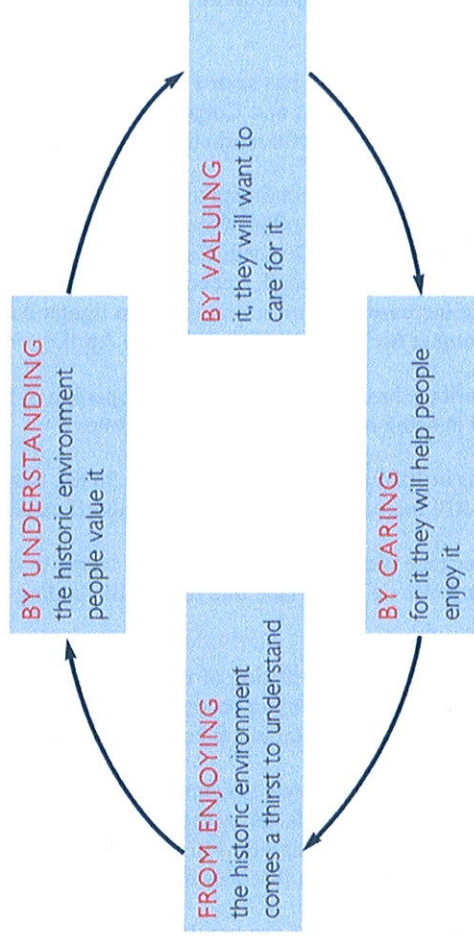 BY UNDERSTANDING
the historic environment
people value it
BY VALUING
it, they will want to
care for it
BY CARING
for it they will help people
enjoy it
FROM ENJOYING
the historic environment
comes a thirst to understand